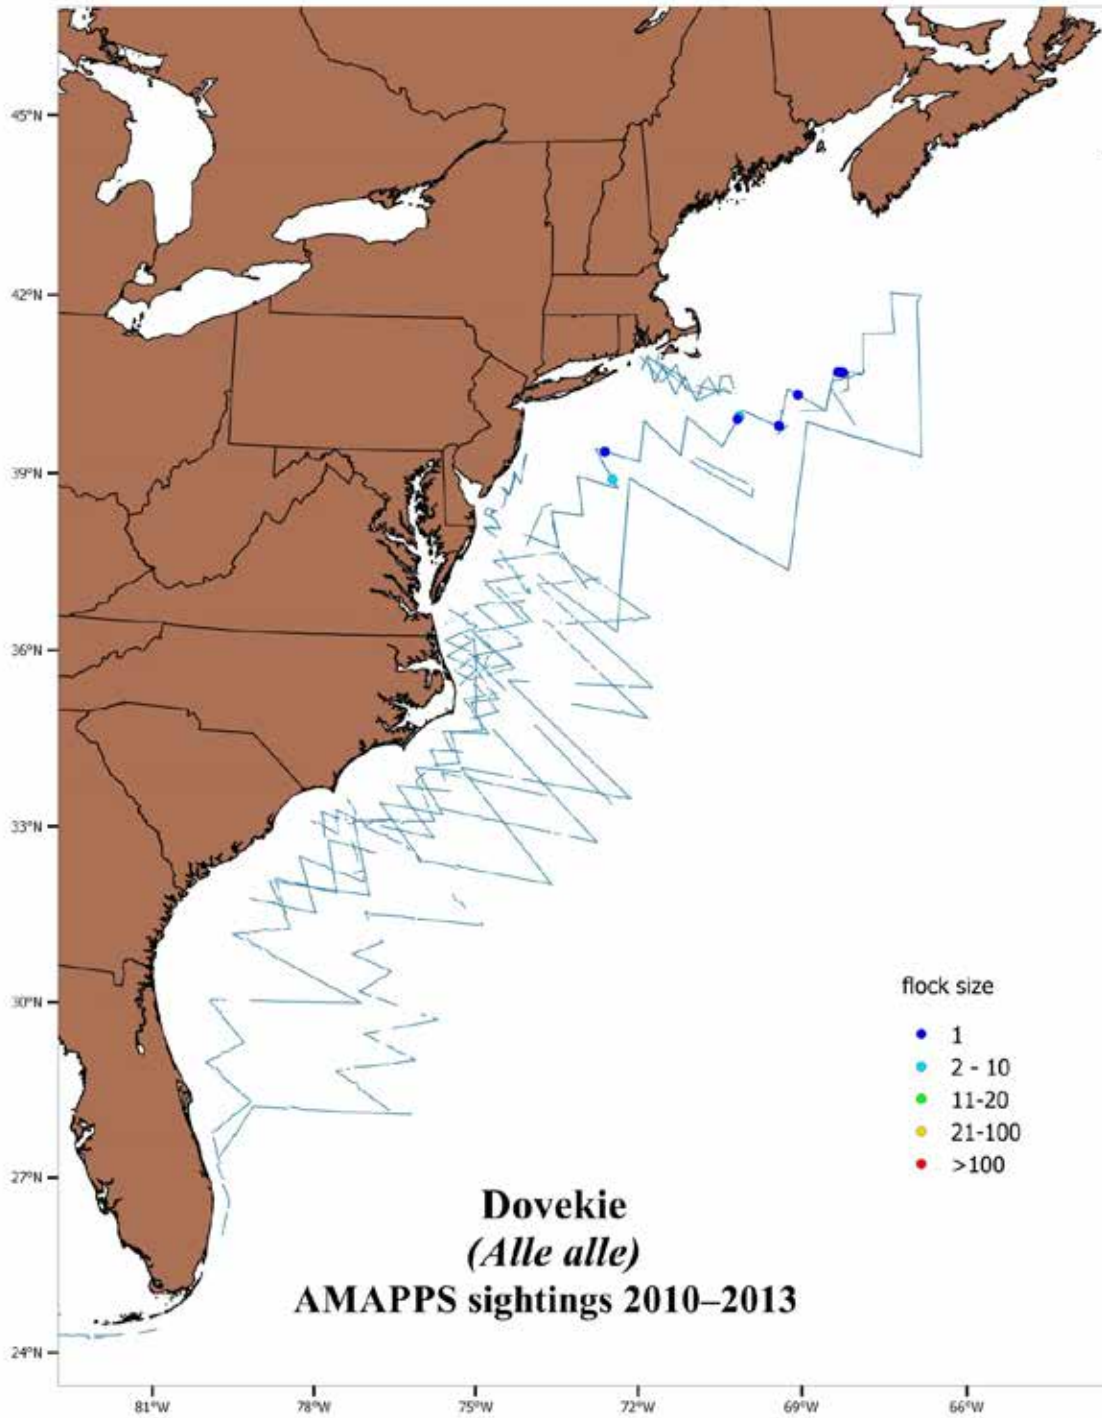 45°N
42°N
39°N
36°N
33°N
30°N
27°N
24°N
flock size
1
2 - 10
11-20
21-100
>100
Dovekie
(Alle alle)
AMAPPS sightings 2010–2013
81°W 78°W 75°W 72°W 69°W 66°W